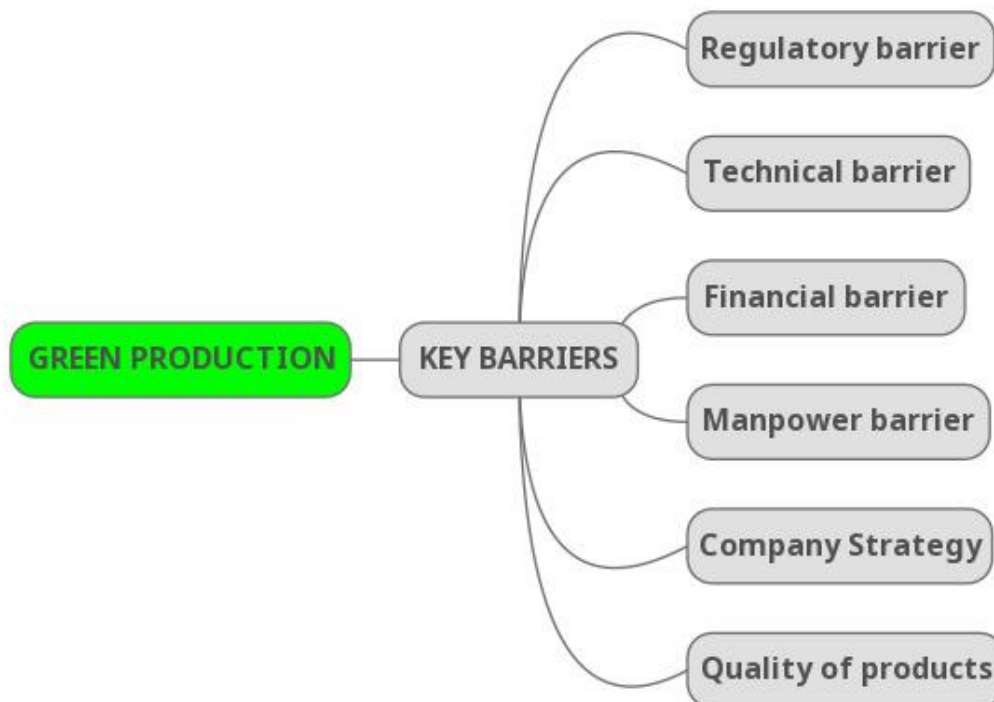 GREEN PRODUCTION
KEY BARRIERS
Regulatory barrier
Technical barrier
Financial barrier
Manpower barrier
Company Strategy
Quality of products